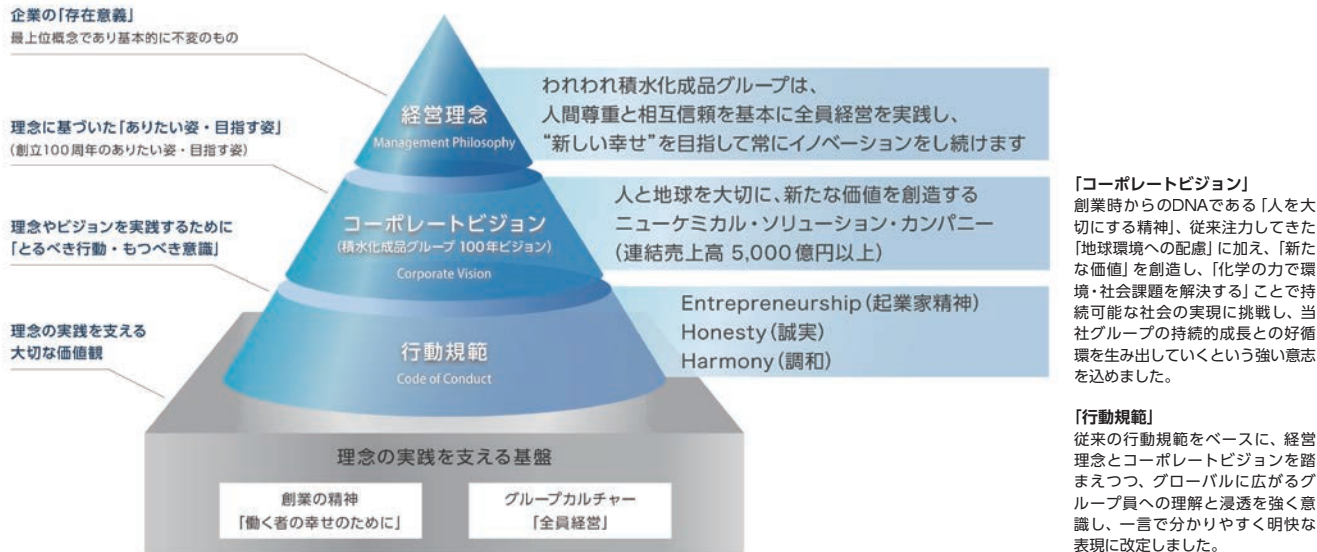 企業の「存在意義」
最上位概念であり基本的に不変のもの
理念に基づいた「ありたい姿・目指す姿」
（創立100周年のありたい姿・目指す姿）
理念やビジョンを実践するために
「とるべき行動・もつべき意識」
理念の実践を支える
大切な価値観
経営理念
Management Philosophy
われわれ積水化成品グループは、
人間尊重と相互信頼を基本に全員経営を実践し、
“新しい幸せ”を目指して常にイノベーションをし続けます
コーポレートビジョン
（積水化成品グループ 100年ビジョン）
Corporate Vision
人と地球を大切に、新たな価値を創造する
ニューケミカル・ソリューション・カンパニー
（連結売上高 5,000億円以上）
行動規範
Code of Conduct
Entrepreneurship（起業家精神）
Honesty（誠実）
Harmony（調和）
理念の実践を支える基盤
創業の精神
「働く者の幸せのために」
グループカルチャー
「全員経営」
「コーポレートビジョン」
創業時からのDNAである「人を大
切にする精神」、従来注力してきた
「地球環境への配慮」に加え、「新た
な価値」を創造し、「化学の力で環
境・社会課題を解決する」ことで持
続可能な社会の実現に挑戦し、当
社グループの持続的成長との好循
環を生み出していくという強い意志
を込めました。
「行動規範」
従来の行動規範をベースに、経営
理念とコーポレートビジョンを踏
まえつつ、グローバルに広がるグ
ループ員への理解と浸透を強く意
識し、一言で分かりやすく明快な
表現に改定しました。